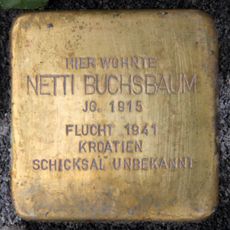 HIER WOHNTE
NETTI BUCHSBAUM
JG. 1915
FLUCHT 1941
KROATIEN
SCHICKSAL UNBEKANNT